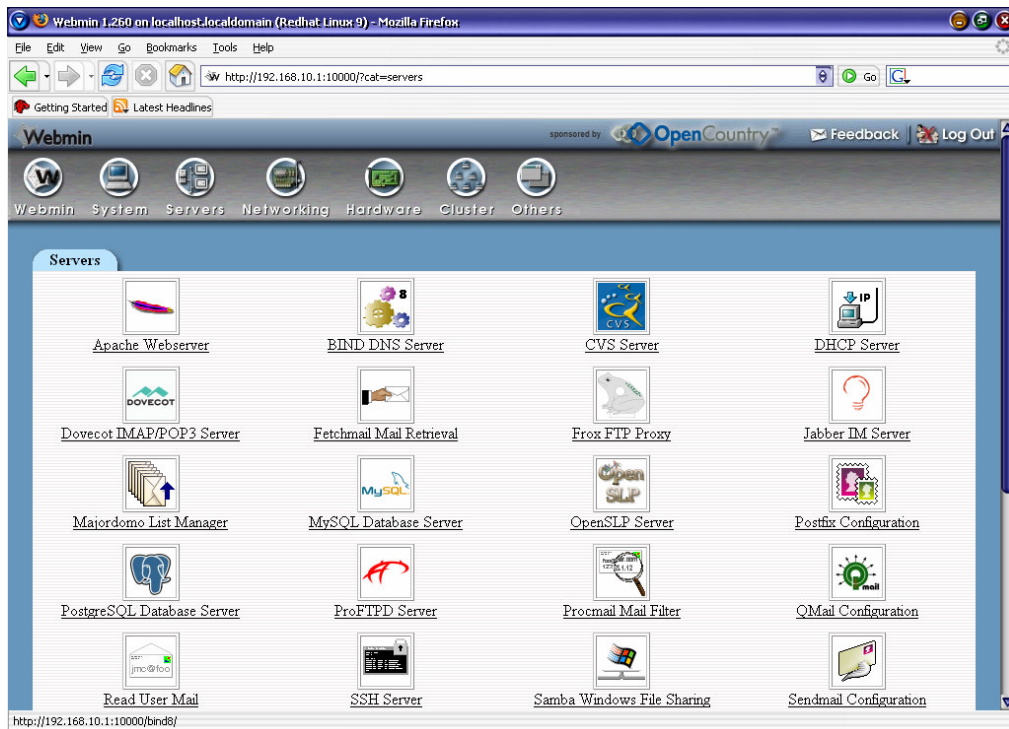 Webmin 1.260 on localhost.localdomain (Redhat Linux 9) - Mozilla Firefox
File Edit View Go Bookmarks Tools Help
http://192.168.10.1:10000/?cat=servers Go G
Getting Started Latest Headlines
Webmin sponsored by OpenCountry Feedback | Log Out
W
Webmin System Servers Networking Hardware Cluster Others
Servers
8 CVS IP
Apache Webserver BIND DNS Server CVS Server DHCP Server
DOVECOT
Dovecot IMAP/POP3 Server Fetchmail Mail Retrieval Frox FTP Proxy Jabber IM Server
MySQL Open SLP
Majordomo List Manager MySQL Database Server OpenSLP Server Postfix Configuration
mail
PostgreSQL Database Server ProFTPD Server Procmail Mail Filter QMail Configuration
jmc@foo
Read User Mail SSH Server Samba Windows File Sharing Sendmail Configuration
http://192.168.10.1:10000/bind8/